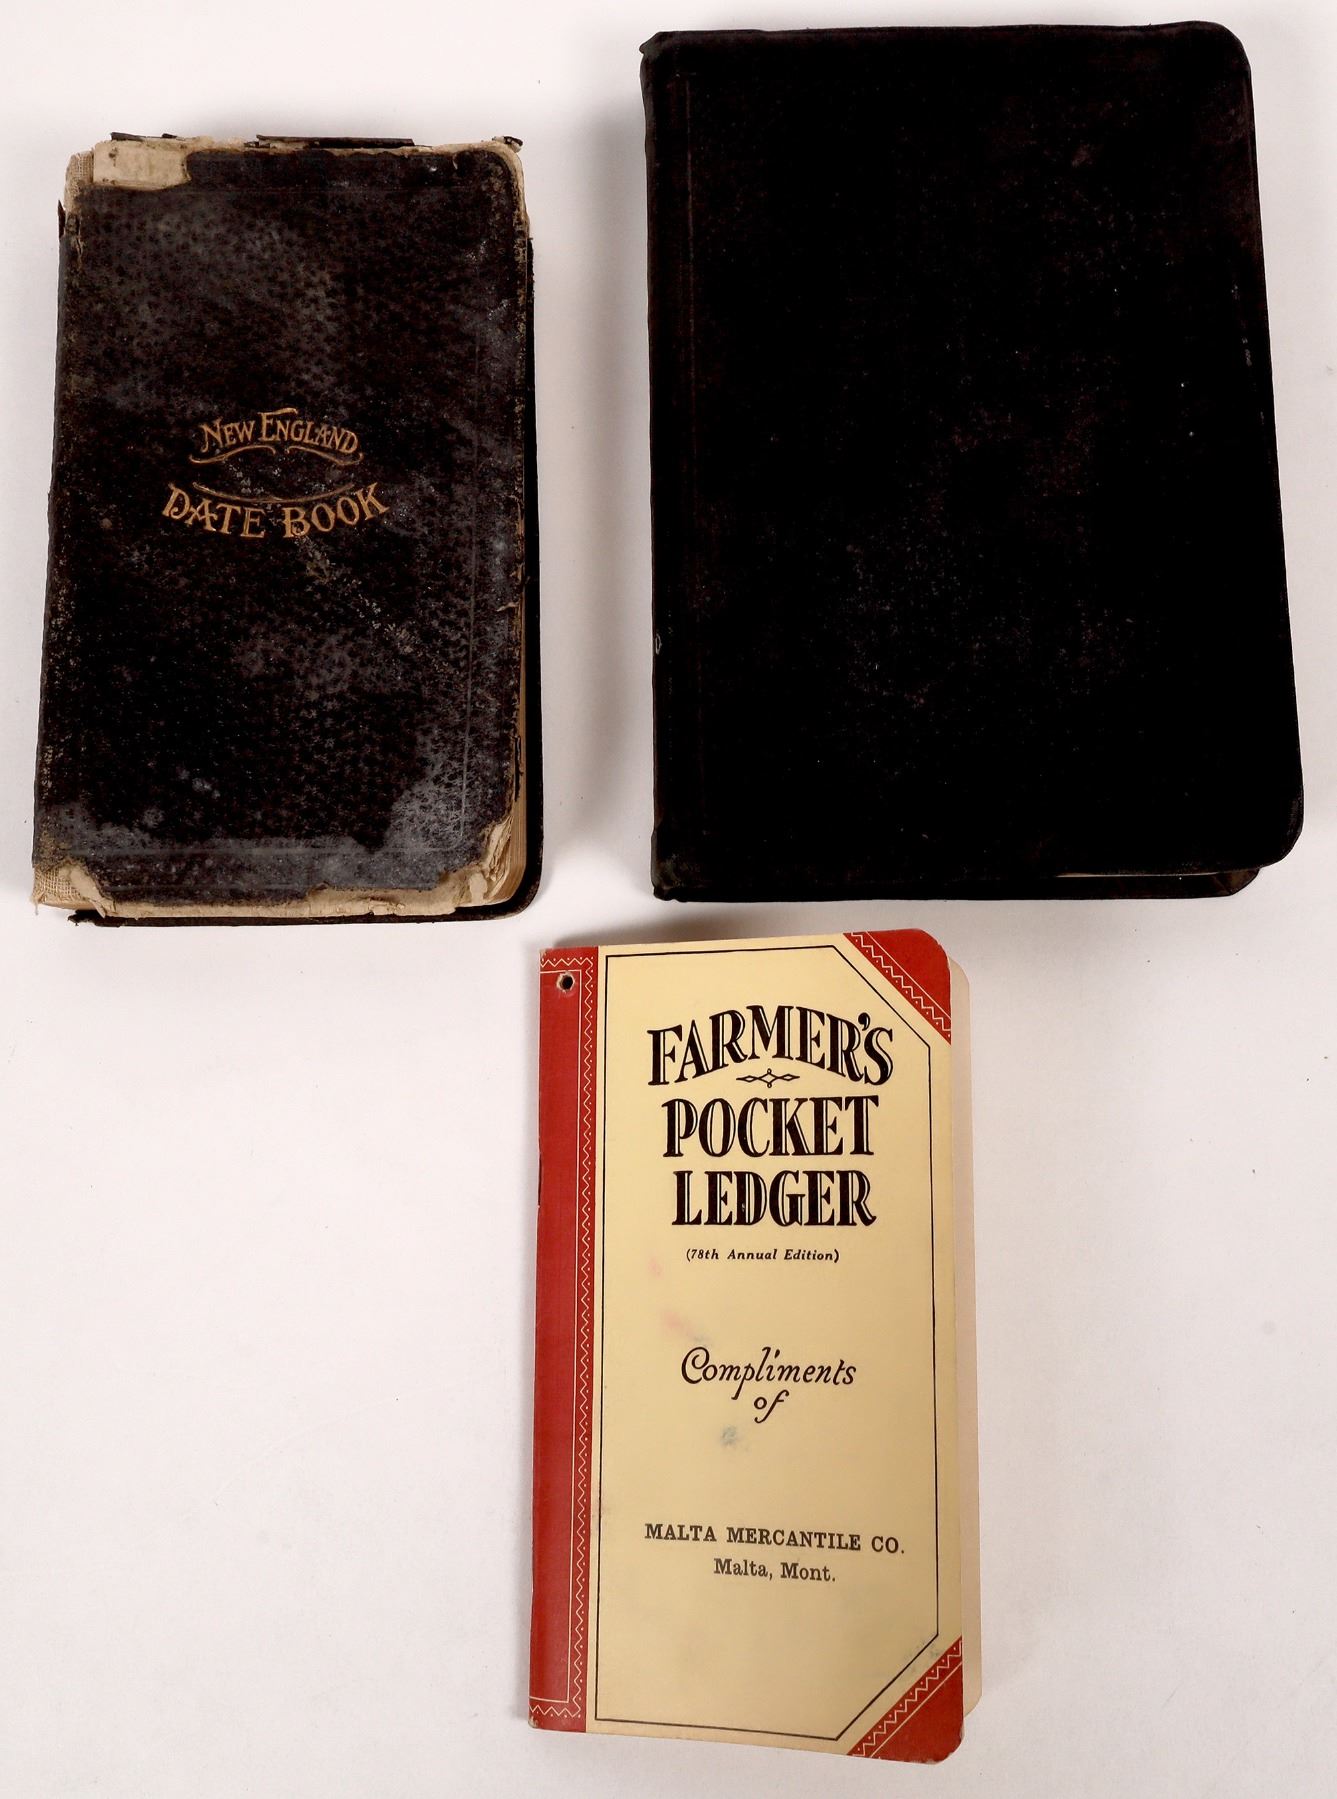 NEW ENGLAND
DATE BOOK
FARMER'S
POCKET
LEDGER
(78th Annual Edition)
Compliments
of
MALTA MERCANTILE CO.
Malta, Mont.